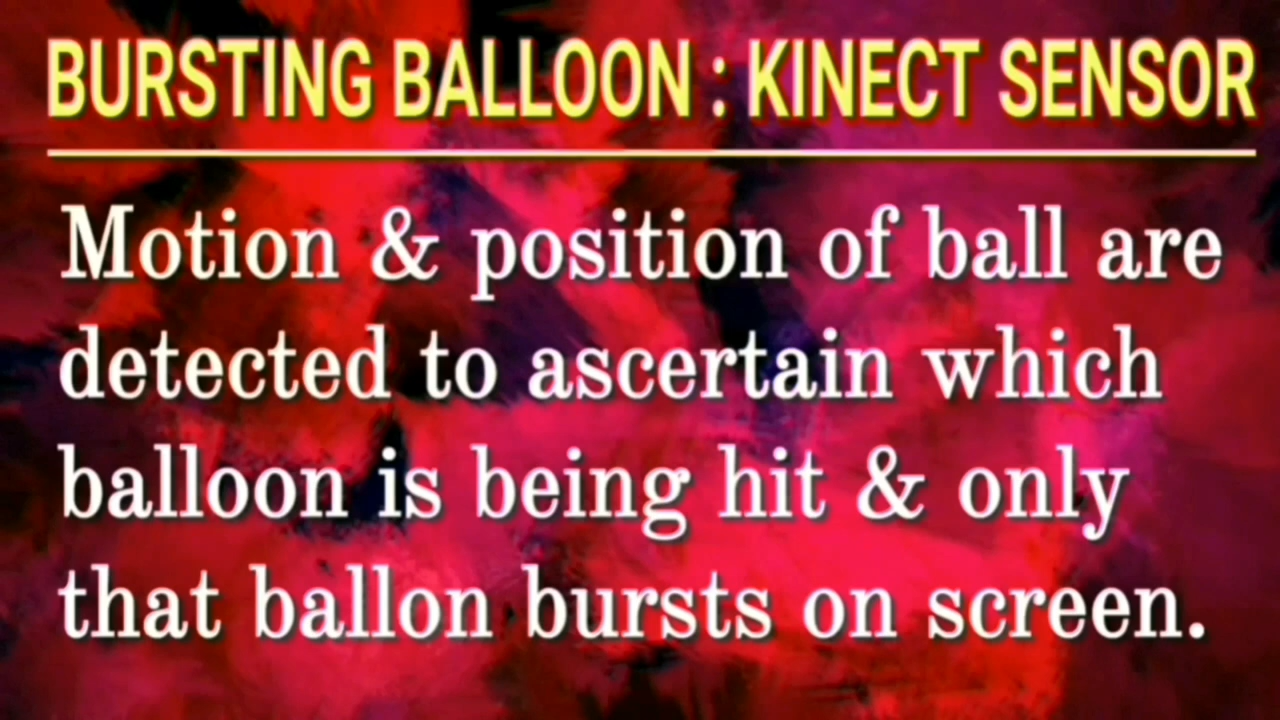 BURSTING BALLOON : KINECT SENSOR
Motion & position of ball are
detected to ascertain which
balloon is being hit & only
that ballon bursts on screen.